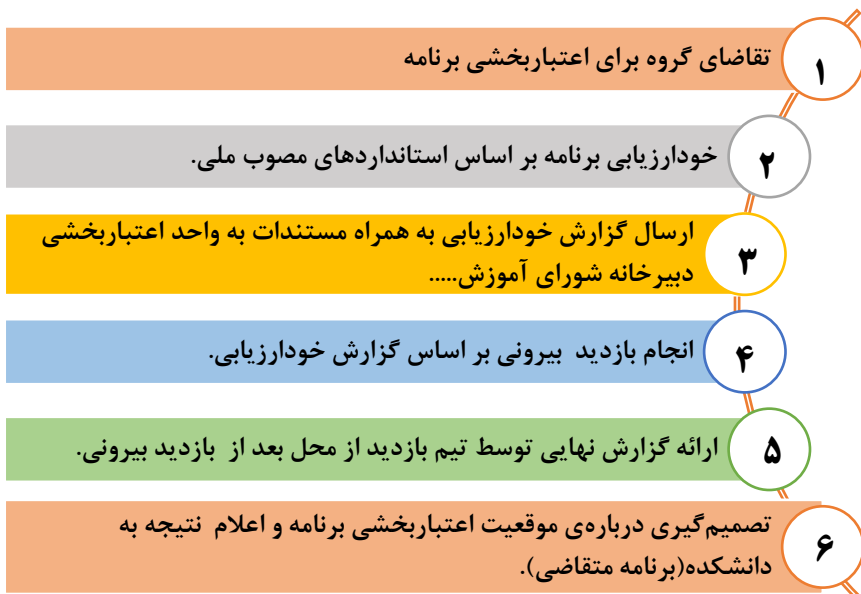 ۱
تقاضای گروه برای اعتباربخشی برنامه
۲
خودارزیابی برنامه بر اساس استانداردهای مصوب ملی.
۳
ارسال گزارش خودارزیابی به همراه مستندات به واحد اعتباربخشی
دبیرخانه شورای آموزش.....
۴
انجام بازدید بیرونی بر اساس گزارش خودارزیابی.
۵
ارائه گزارش نهایی توسط تیم بازدید از محل بعد از بازدید بیرونی.
۶
تصمیم‌گیری درباره‌ی موقعیت اعتباربخشی برنامه و اعلام نتیجه به
دانشکده(برنامه متقاضی).